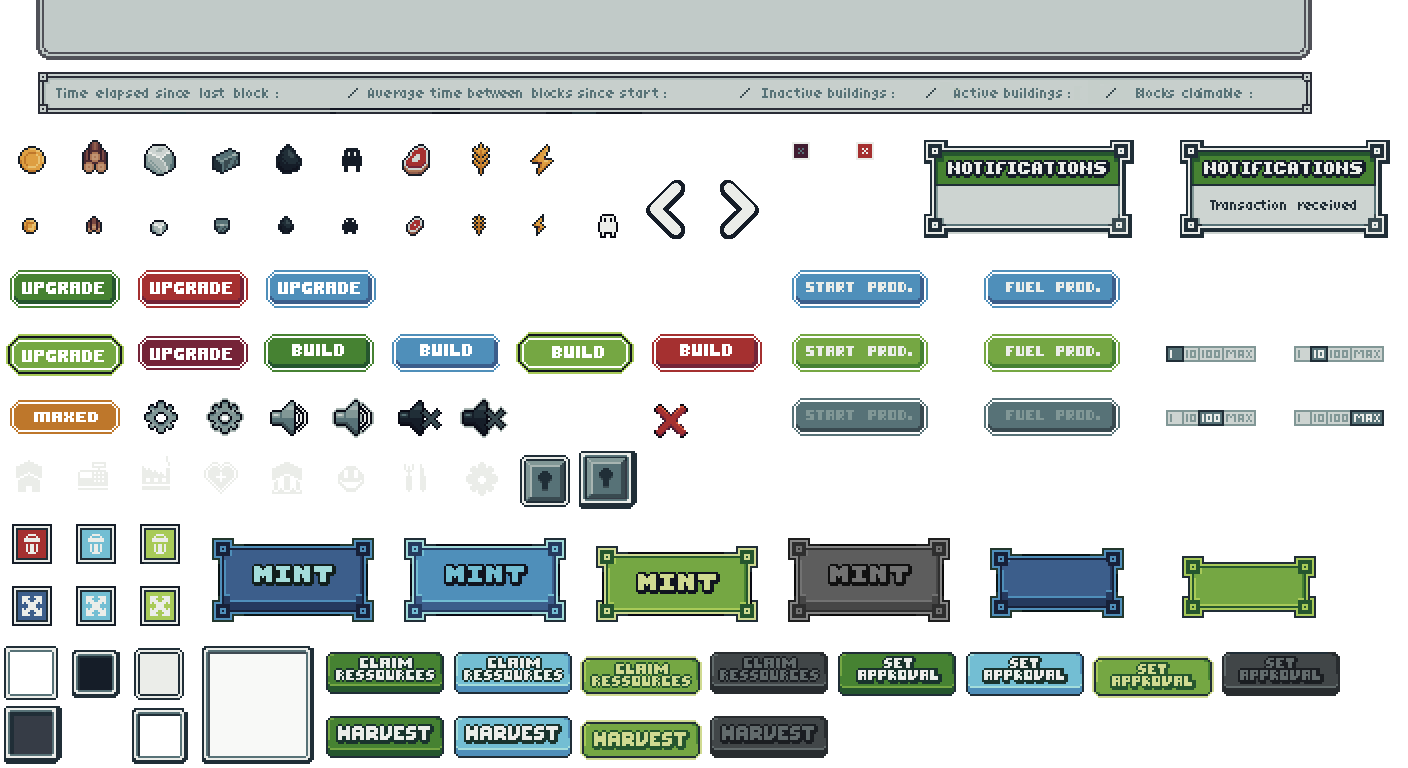 Time elapsed since last block : / Average time between blocks since start : / Inactive buildings : / Active buildings : / Blocks claimable :
NOTIFICATIONS NOTIFICATIONS
Transaction received
UPGRADE UPGRADE UPGRADE START PROD. FUEL PROD.
UPGRADE UPGRADE BUILD BUILD BUILD BUILD START PROD. FUEL PROD. 1 10 100 MAX 1 10 100 MAX
MAXED START PROD. FUEL PROD. 1 10 100 MAX 1 10 100 MAX
MINT MINT MINT MINT
CLAIM CLAIM CLAIM CLAIM SET SET SET SET
RESSOURCES RESSOURCES RESSOURCES RESSOURCES APPROVAL APPROVAL APPROVAL APPROVAL
HARVEST HARVEST HARVEST HARVEST